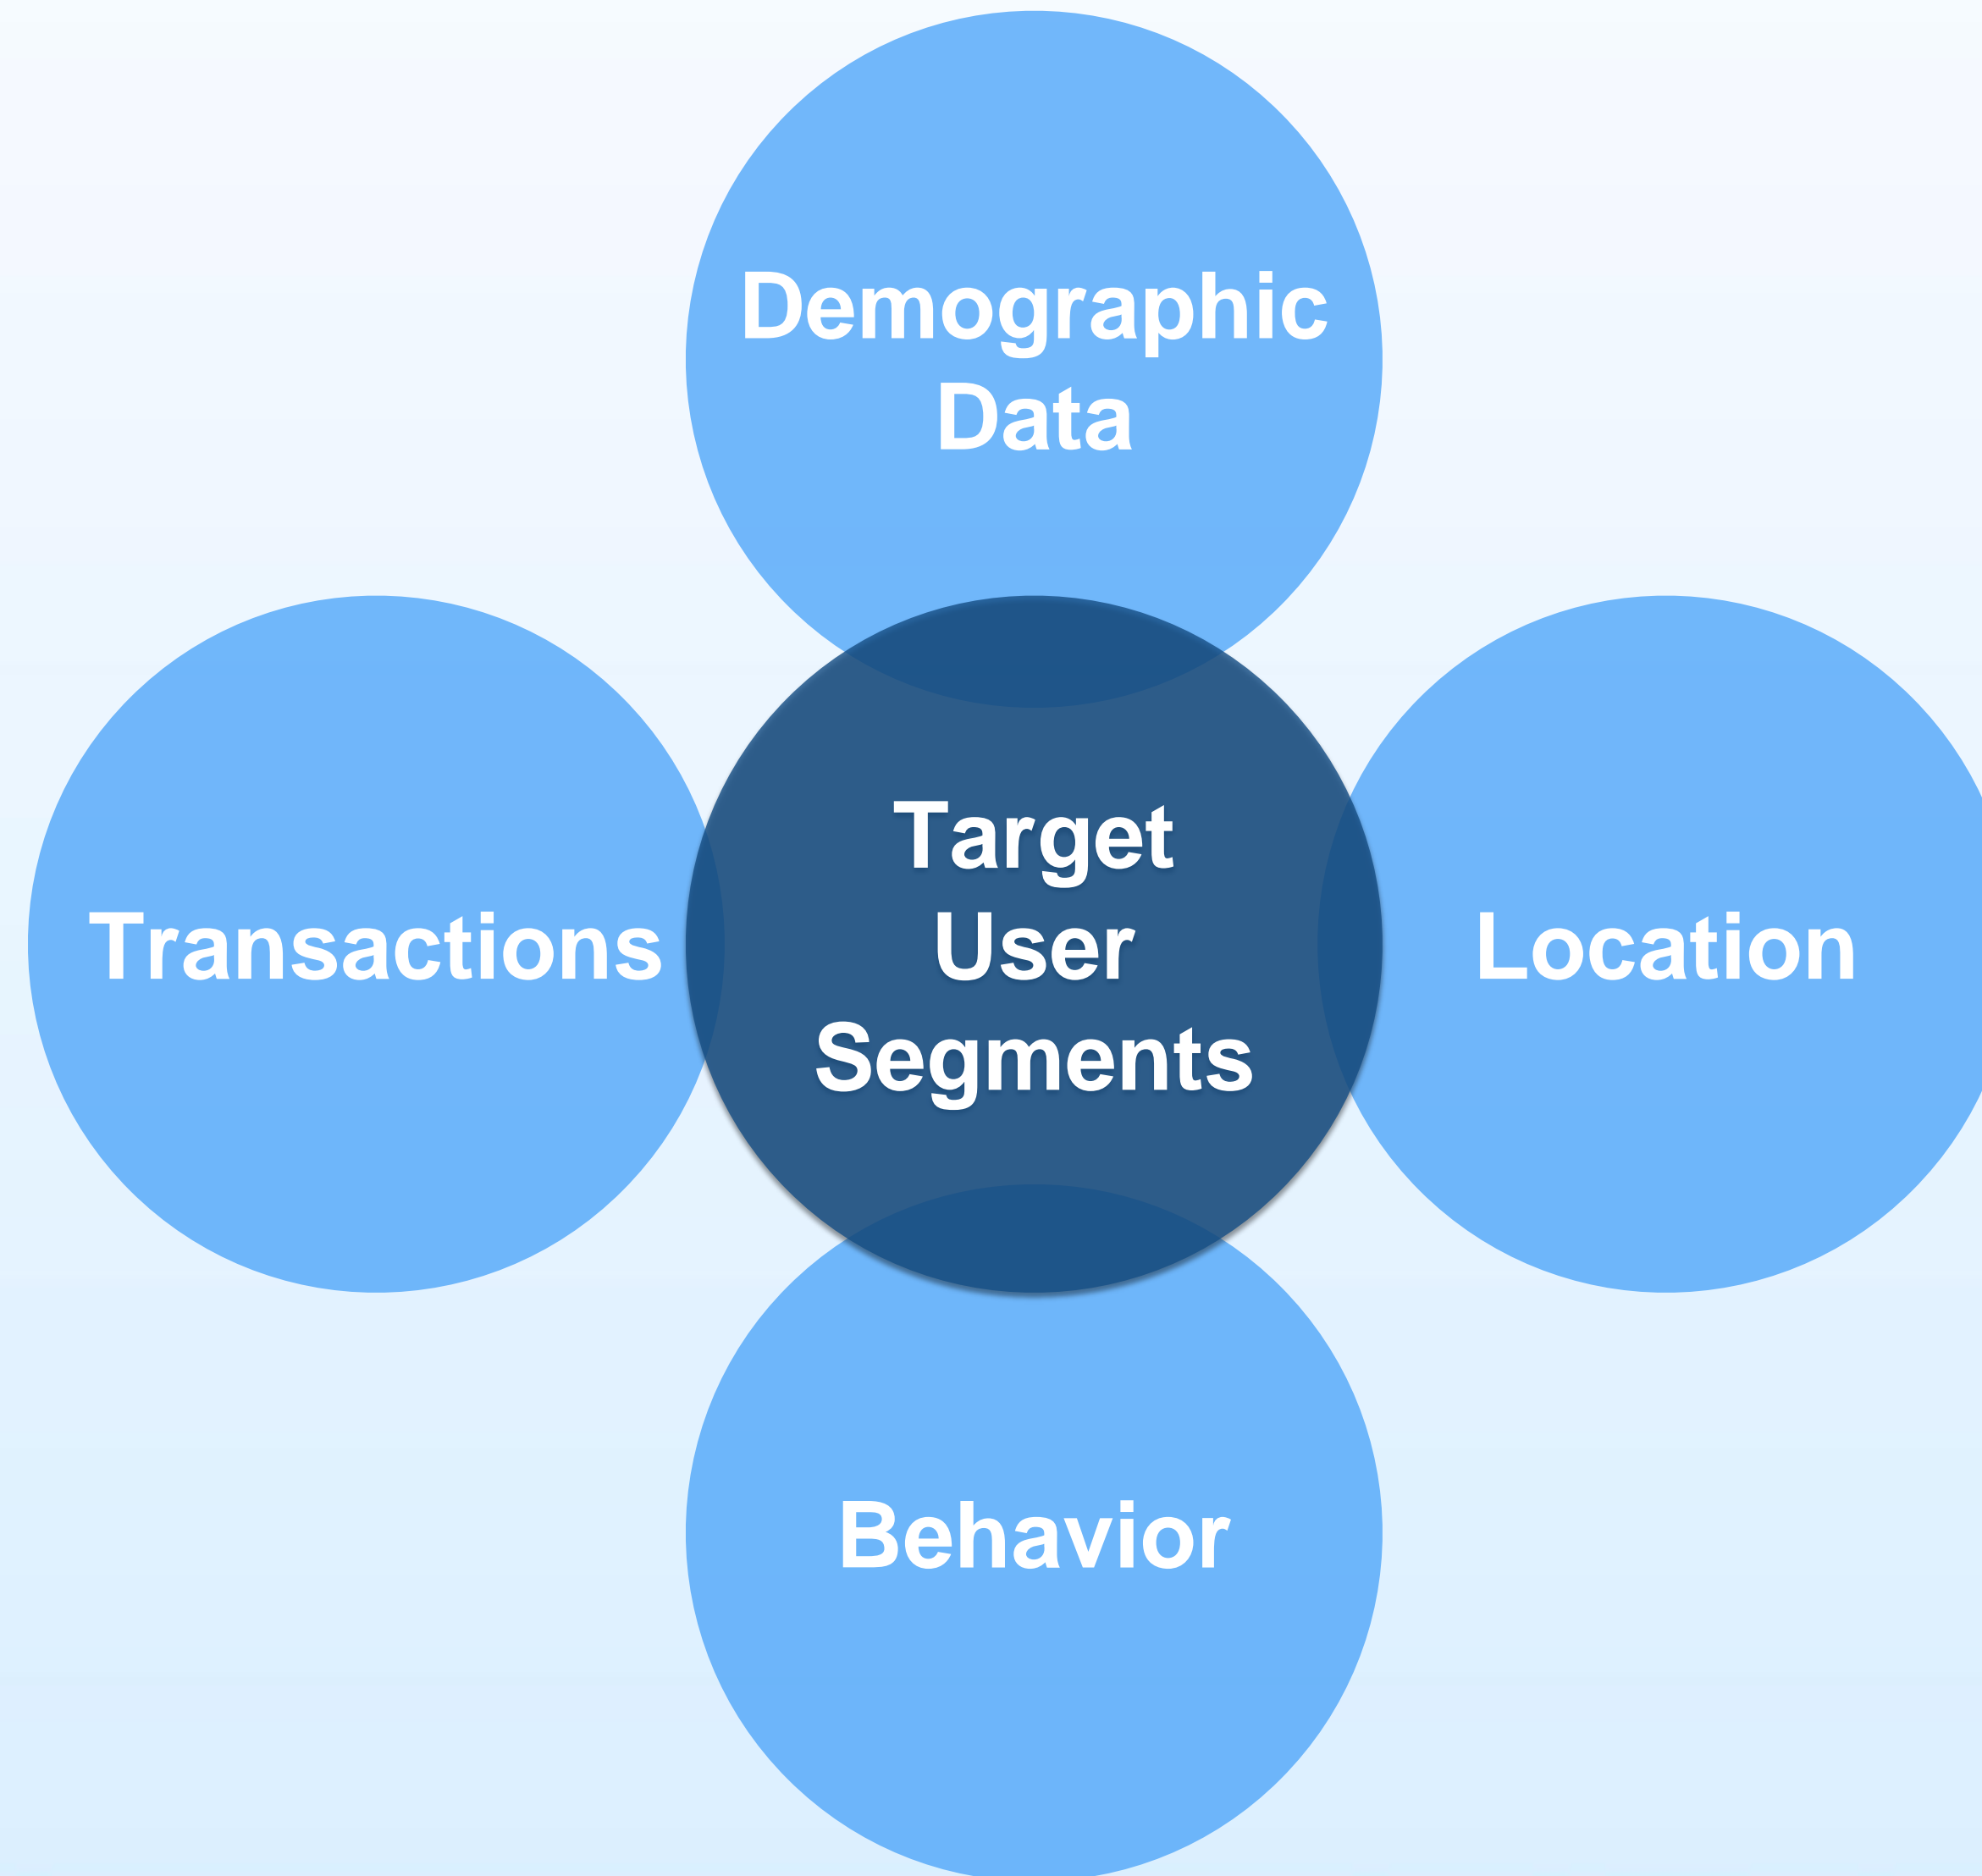 Demographic
Data
Transactions
Target
User
Segments
Location
Behavior